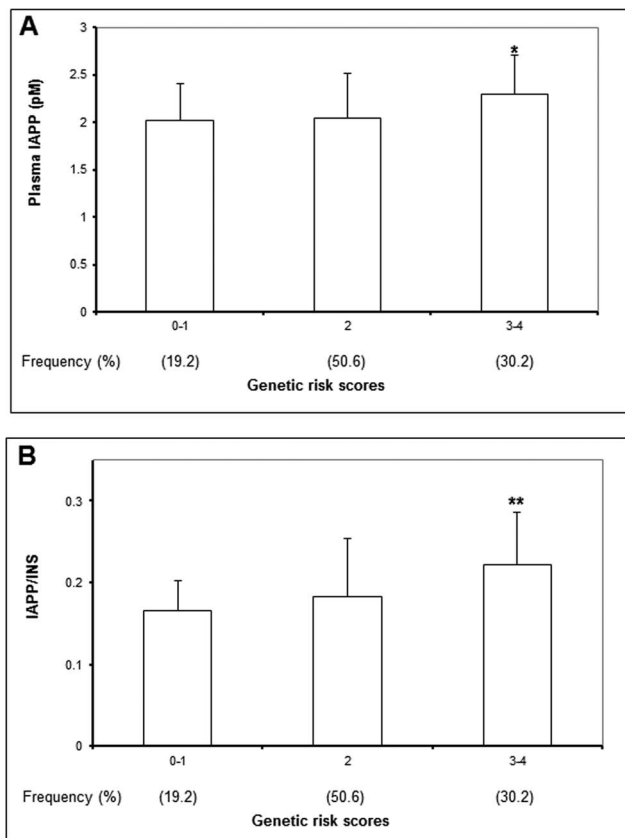 A
3
2.5
2
1.5
1
0.5
0
Plasma IAPP (pM)
*
0-1 2 3-4
Frequency (%) (19.2) (50.6) (30.2)
Genetic risk scores
B
0.3
0.2
0.1
0
IAPP/INS
**
0-1 2 3-4
Frequency (%) (19.2) (50.6) (30.2)
Genetic risk scores